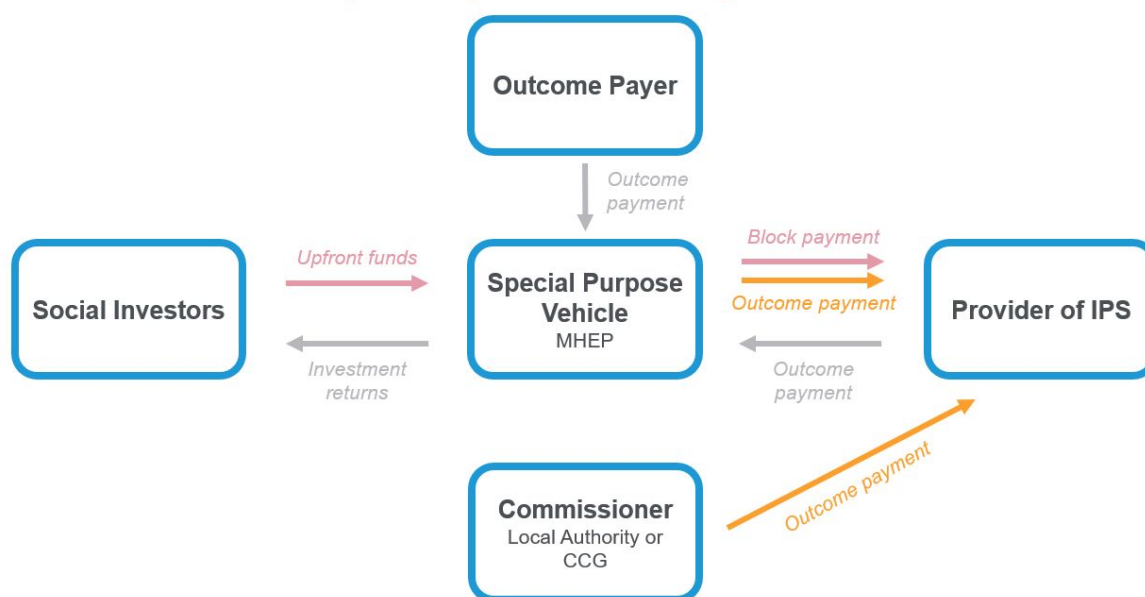 Outcome Payer
Outcome
payment
Block payment
Upfront funds
Special Purpose
Vehicle
MHEP
Social Investors
Provider of IPS
Outcome payment
Investment
returns
Outcome
payment
Outcome payment
Commissioner
Local Authority or
CCG